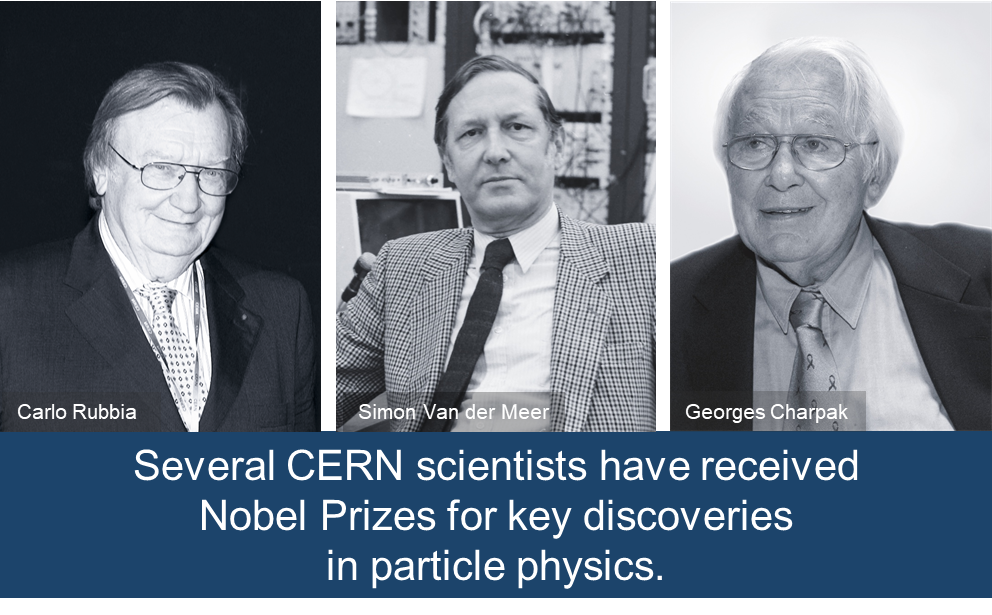 Carlo Rubbia
Simon Van der Meer
Georges Charpak
Several CERN scientists have received
Nobel Prizes for key discoveries
in particle physics.